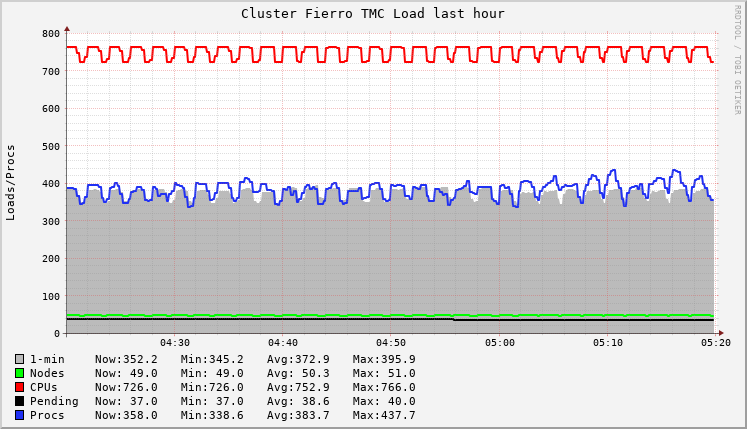 Cluster Fierro TMC Load last hour
RRDTOOL / TOBI OETIKER
Loads/Procs
800
700
600
500
400
300
200
100
0
04:30 04:40 04:50 05:00 05:10 05:20
1-min Now:352.2 Min:345.2 Avg:372.9 Max:395.9
Nodes Now: 49.0 Min: 49.0 Avg: 50.3 Max: 51.0
CPUs Now:726.0 Min:726.0 Avg:752.9 Max:766.0
Pending Now: 37.0 Min: 37.0 Avg: 38.6 Max: 40.0
Procs Now:358.0 Min:338.6 Avg:383.7 Max:437.7